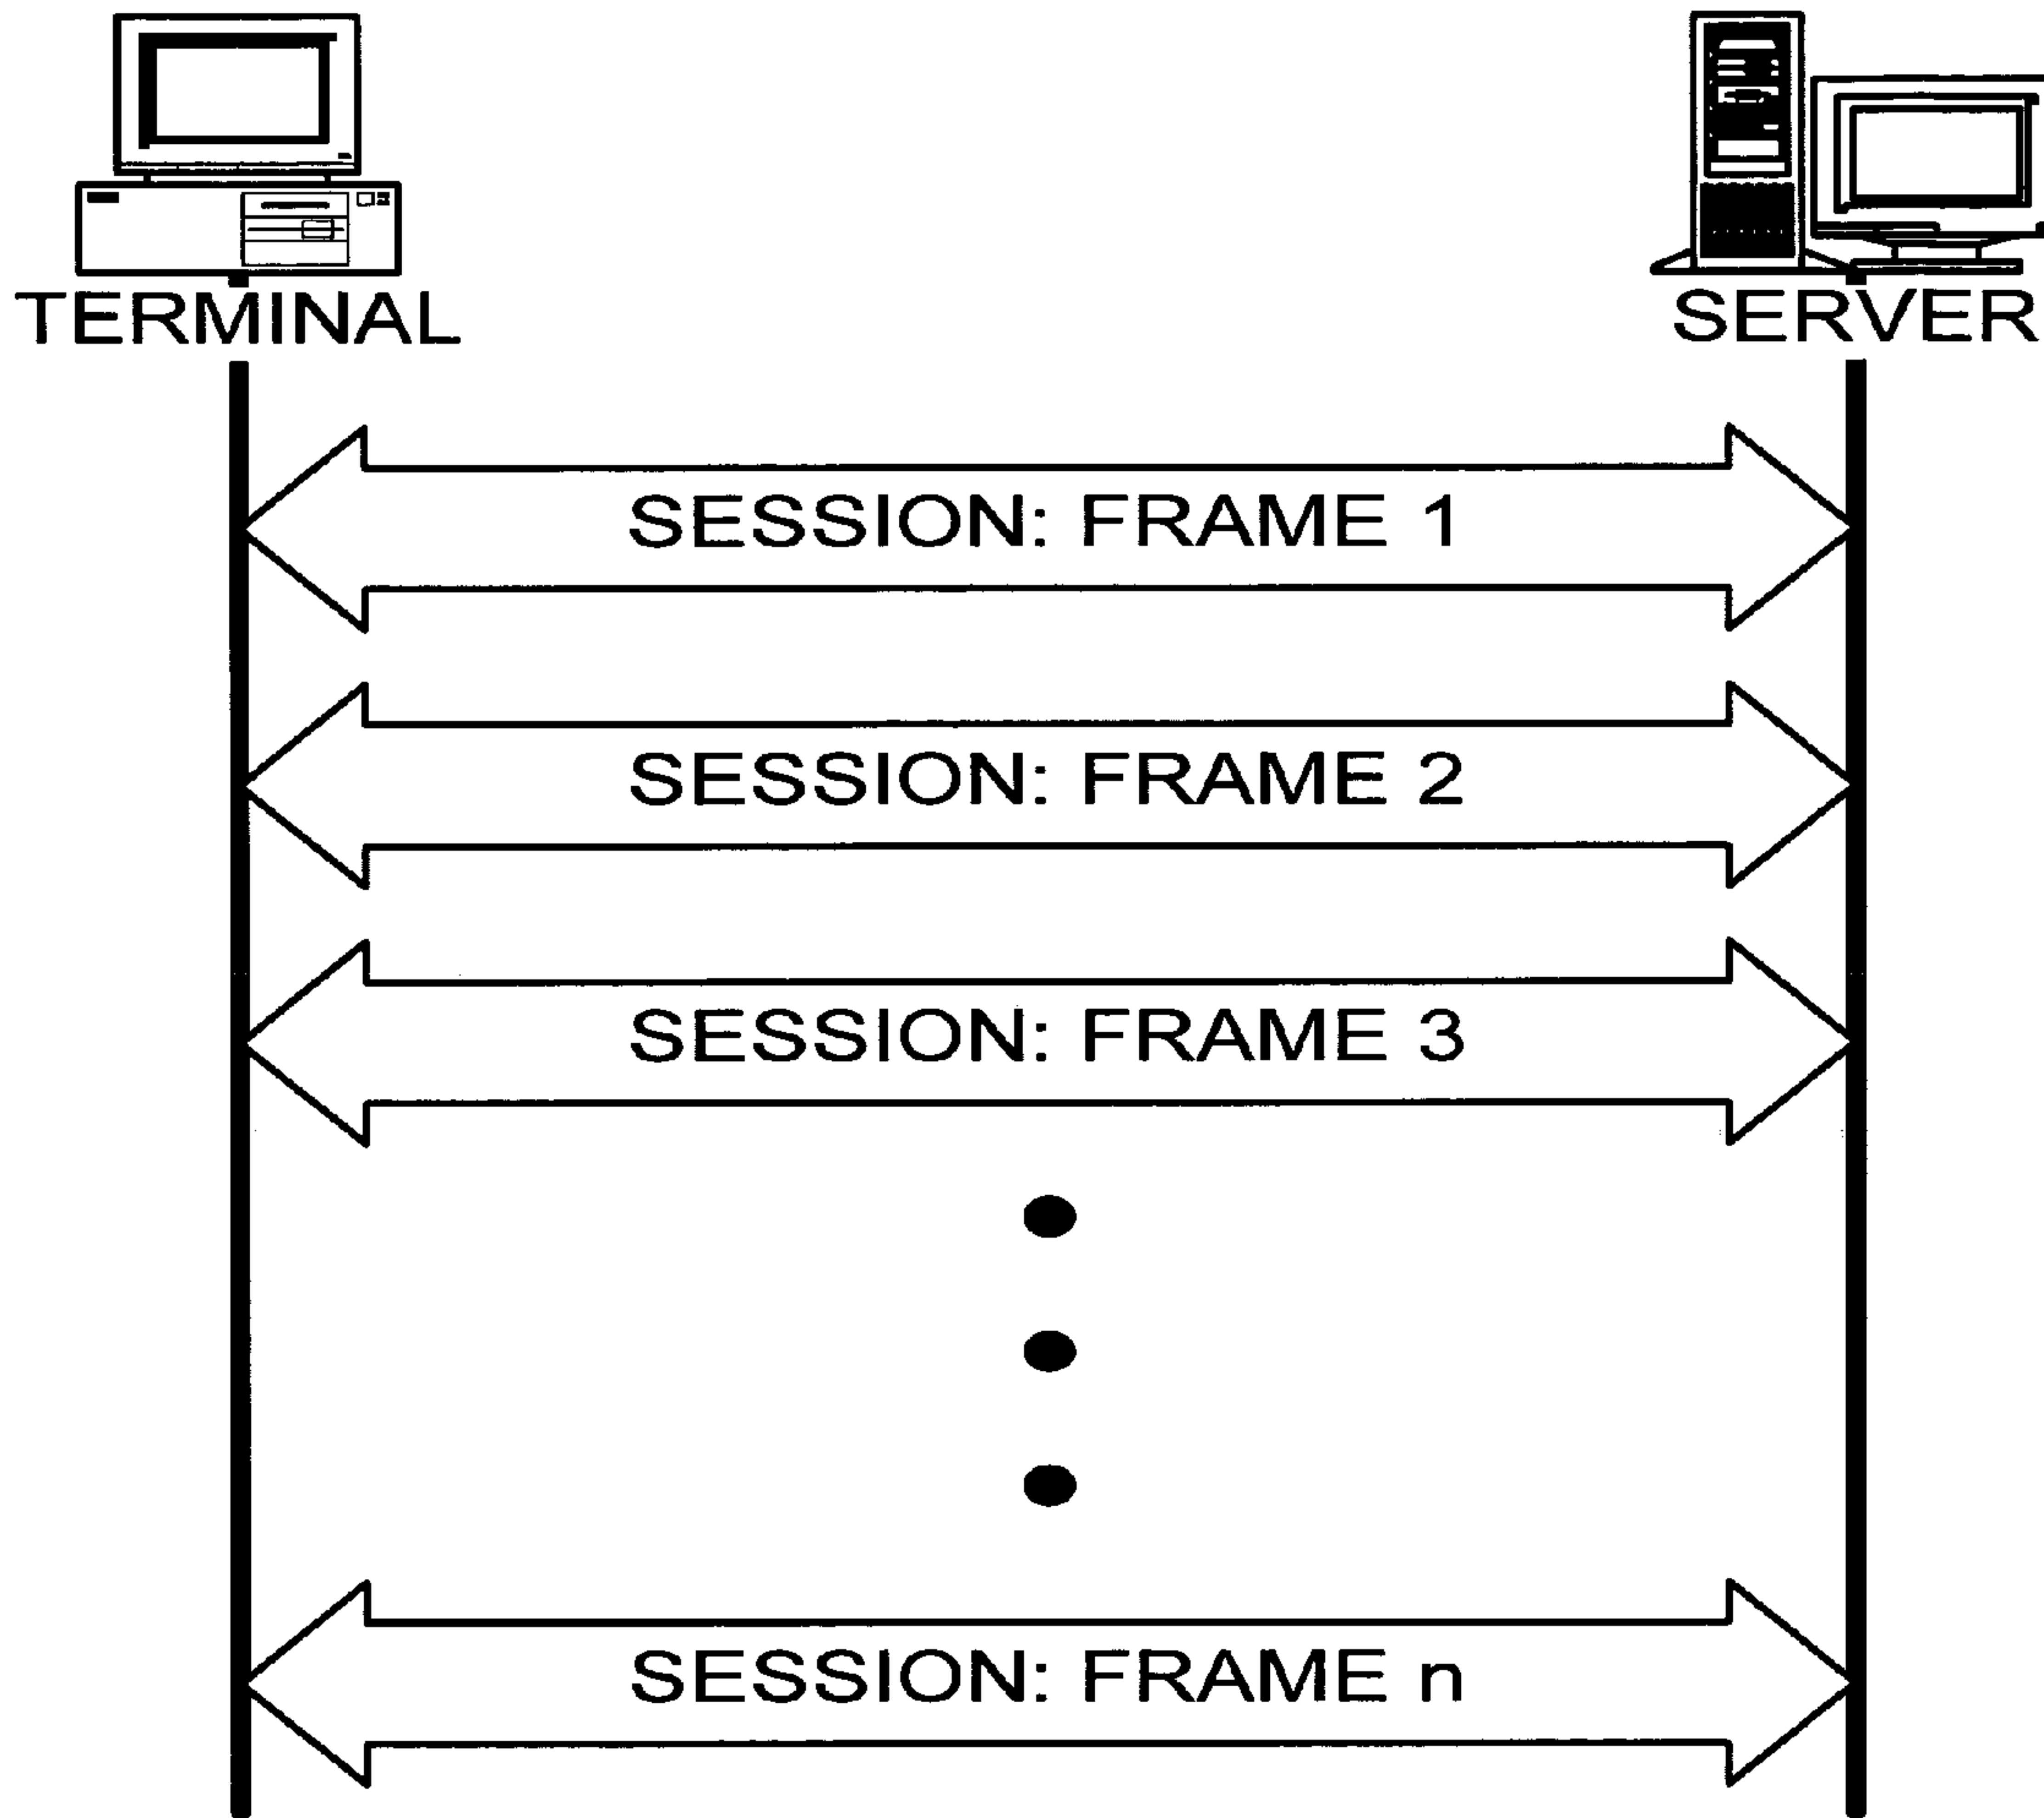 TERMINAL
SERVER
SESSION: FRAME 1
SESSION: FRAME 2
SESSION: FRAME 3
SESSION: FRAME n